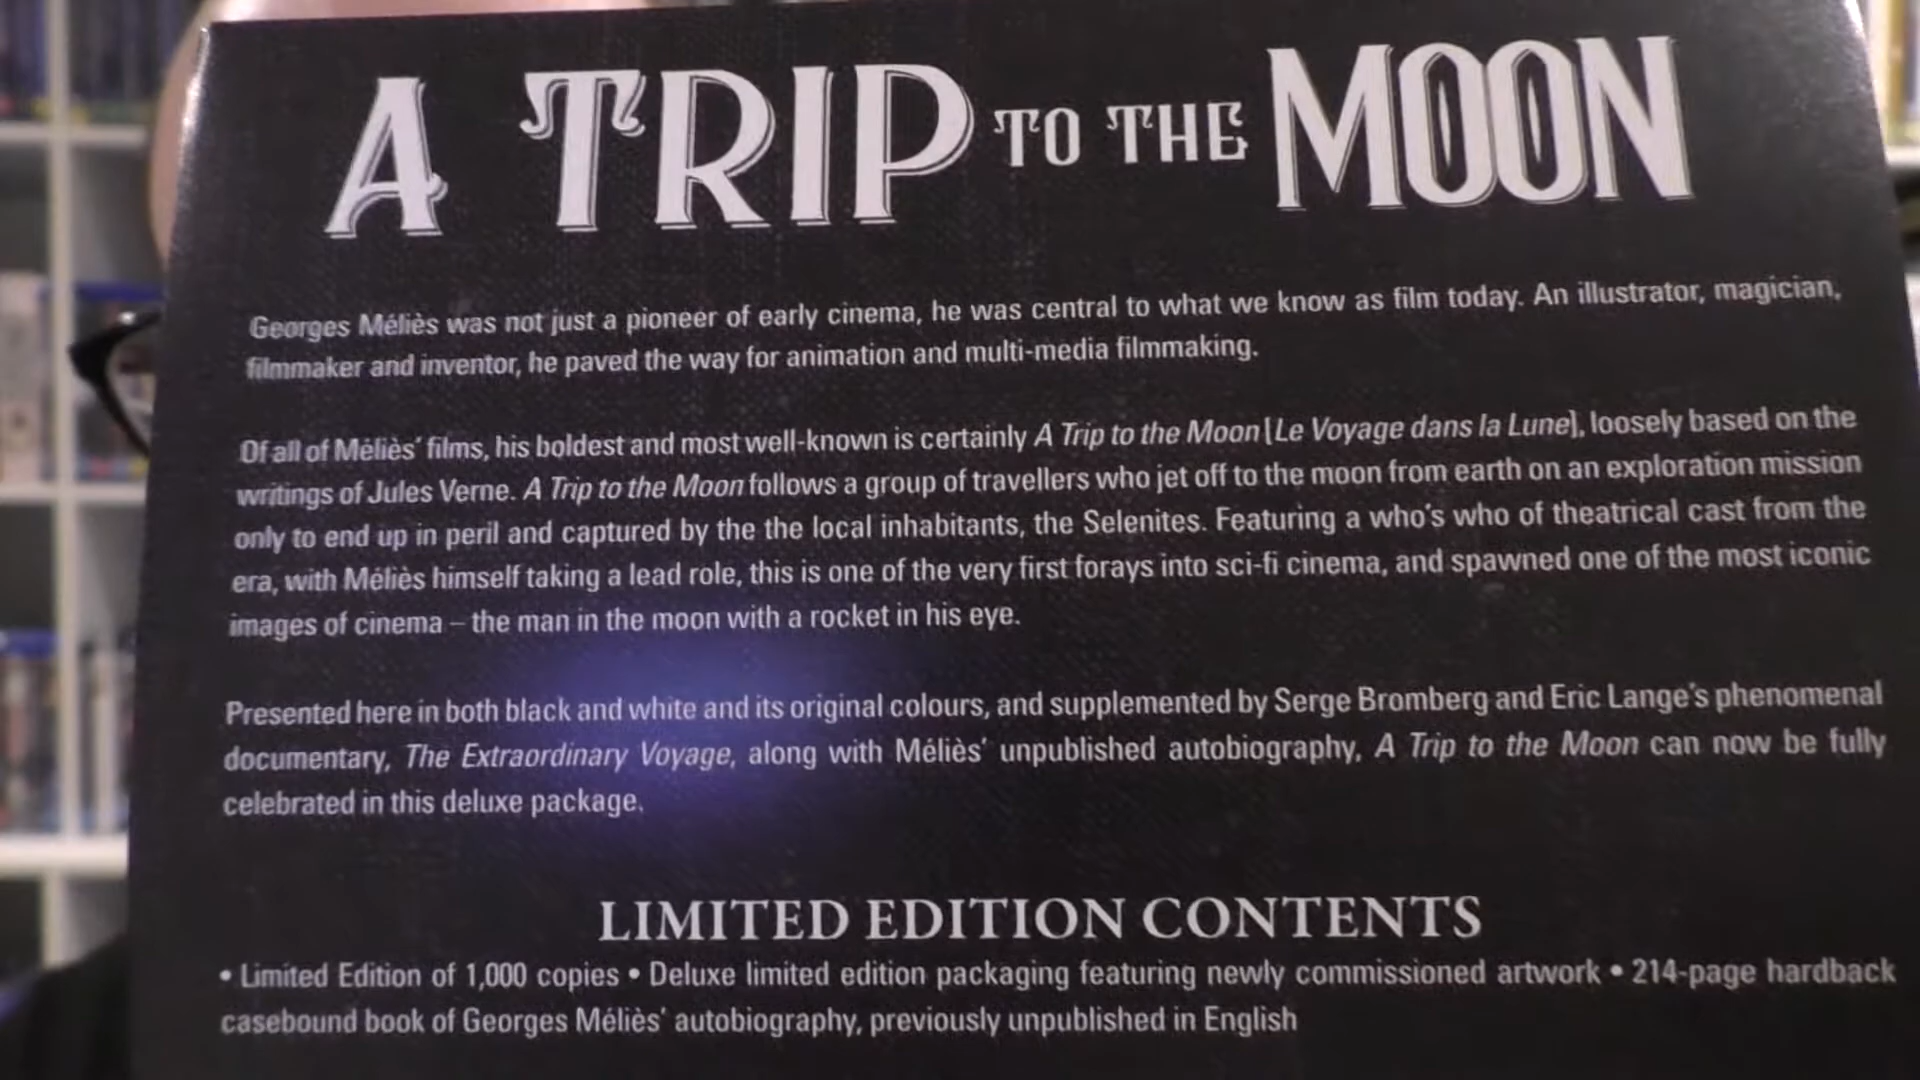 A TRIP TO THE MOON
Georges Méliès was not just a pioneer of early cinema, he was central to what we know as film today. An illustrator, magician,
filmmaker and inventor, he paved the way for animation and multi-media filmmaking.
Of all of Méliès' films, his boldest and most well-known is certainly A Trip to the Moon [Le Voyage dans la Lune], loosely based on the
writings of Jules Verne. A Trip to the Moon follows a group of travellers who jet off to the moon from earth on an exploration mission
only to end up in peril and captured by the the local inhabitants, the Selenites. Featuring a who's who of theatrical cast from the
era, with Méliès himself taking a lead role, this is one of the very first forays into sci-fi cinema, and spawned one of the most iconic
images of cinema – the man in the moon with a rocket in his eye.
Presented here in both black and white and its original colours, and supplemented by Serge Bromberg and Eric Lange's phenomenal
documentary, The Extraordinary Voyage, along with Méliès' unpublished autobiography, A Trip to the Moon can now be fully
celebrated in this deluxe package.
LIMITED EDITION CONTENTS
• Limited Edition of 1,000 copies • Deluxe limited edition packaging featuring newly commissioned artwork • 214-page hardback
casebound book of Georges Méliès' autobiography, previously unpublished in English